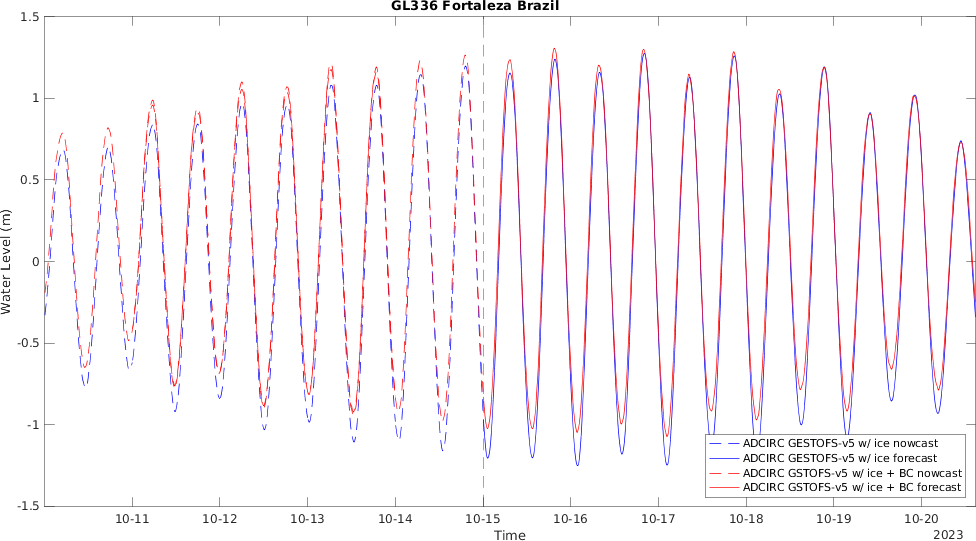 GL336 Fortaleza Brazil
1.5
1
0.5
0
-0.5
-1
-1.5
Water Level (m)
ADCIRC GESTOFS-v5 w/ ice nowcast
ADCIRC GESTOFS-v5 w/ ice forecast
ADCIRC GSTOFS-v5 w/ ice + BC nowcast
ADCIRC GSTOFS-v5 w/ ice + BC forecast
10-11 10-12 10-13 10-14 10-15 10-16 10-17 10-18 10-19 10-20
Time
2023